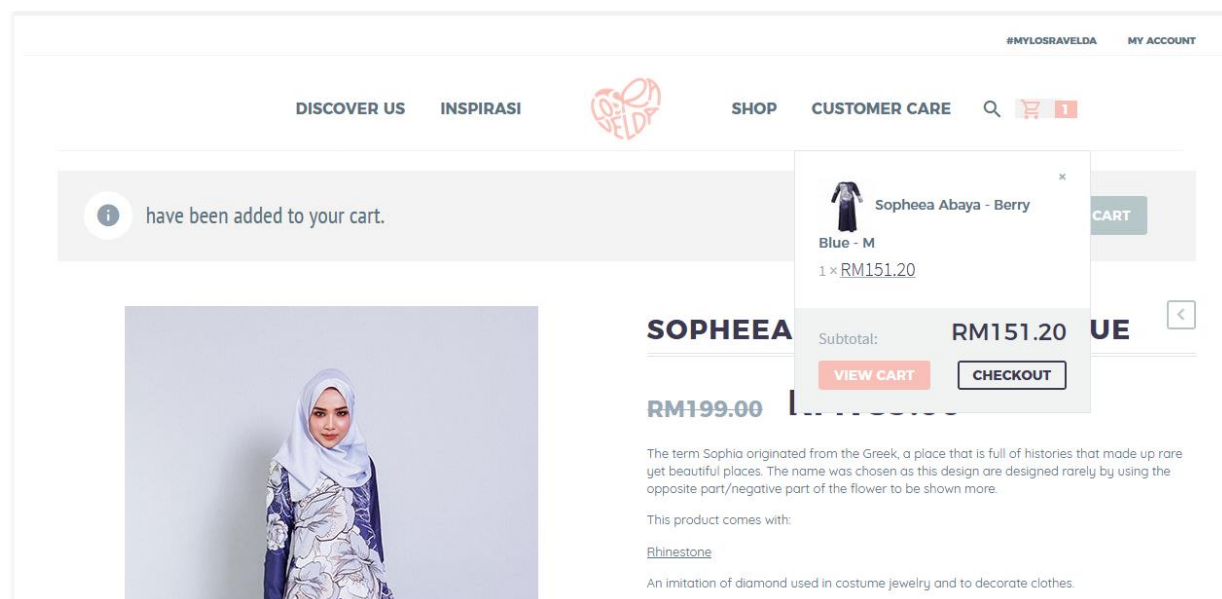 #MYLOSRAVELDA MY ACCOUNT
DISCOVER US INSPIRASI LOSRAVELDA SHOP CUSTOMER CARE 1
have been added to your cart.
CART
×
Sopheea Abaya - Berry
Blue - M
1 × RM151.20
Subtotal: RM151.20
VIEW CART CHECKOUT
SOPHEEA UE
RM199.00
The term Sophia originated from the Greek, a place that is full of histories that made up rare
yet beautiful places. The name was chosen as this design are designed rarely by using the
opposite part/negative part of the flower to be shown more.
This product comes with:
Rhinestone
An imitation of diamond used in costume jewelry and to decorate clothes.